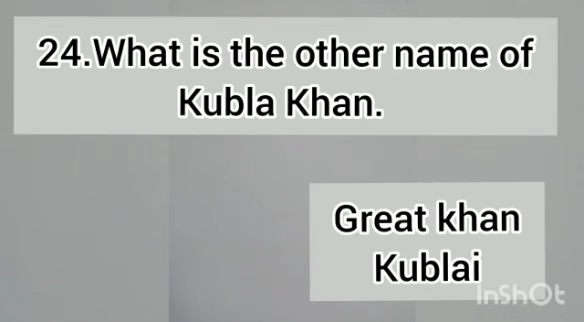 24.What is the other name of
Kubla Khan.
Great khan
Kublai
InShOt